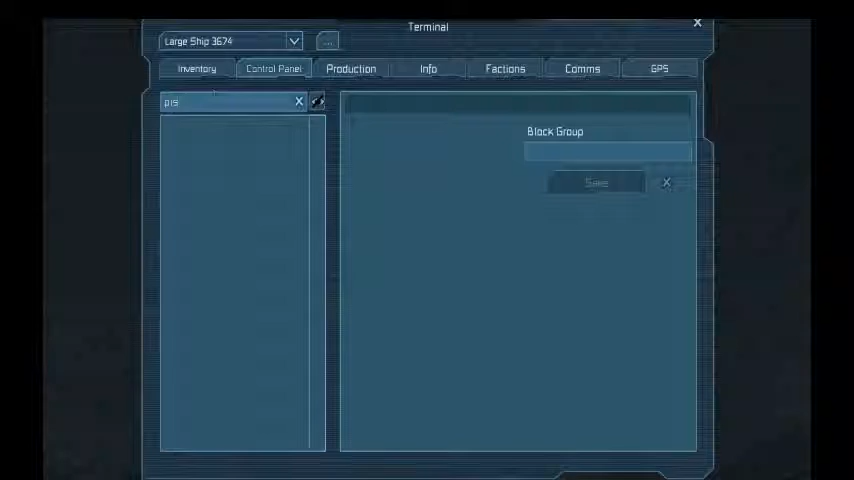 Terminal
X
Large Ship 3674
...
Inventory
Control Panel
Production
Info
Factions
Comms
GPS
pis
X
Block Group
Save
X